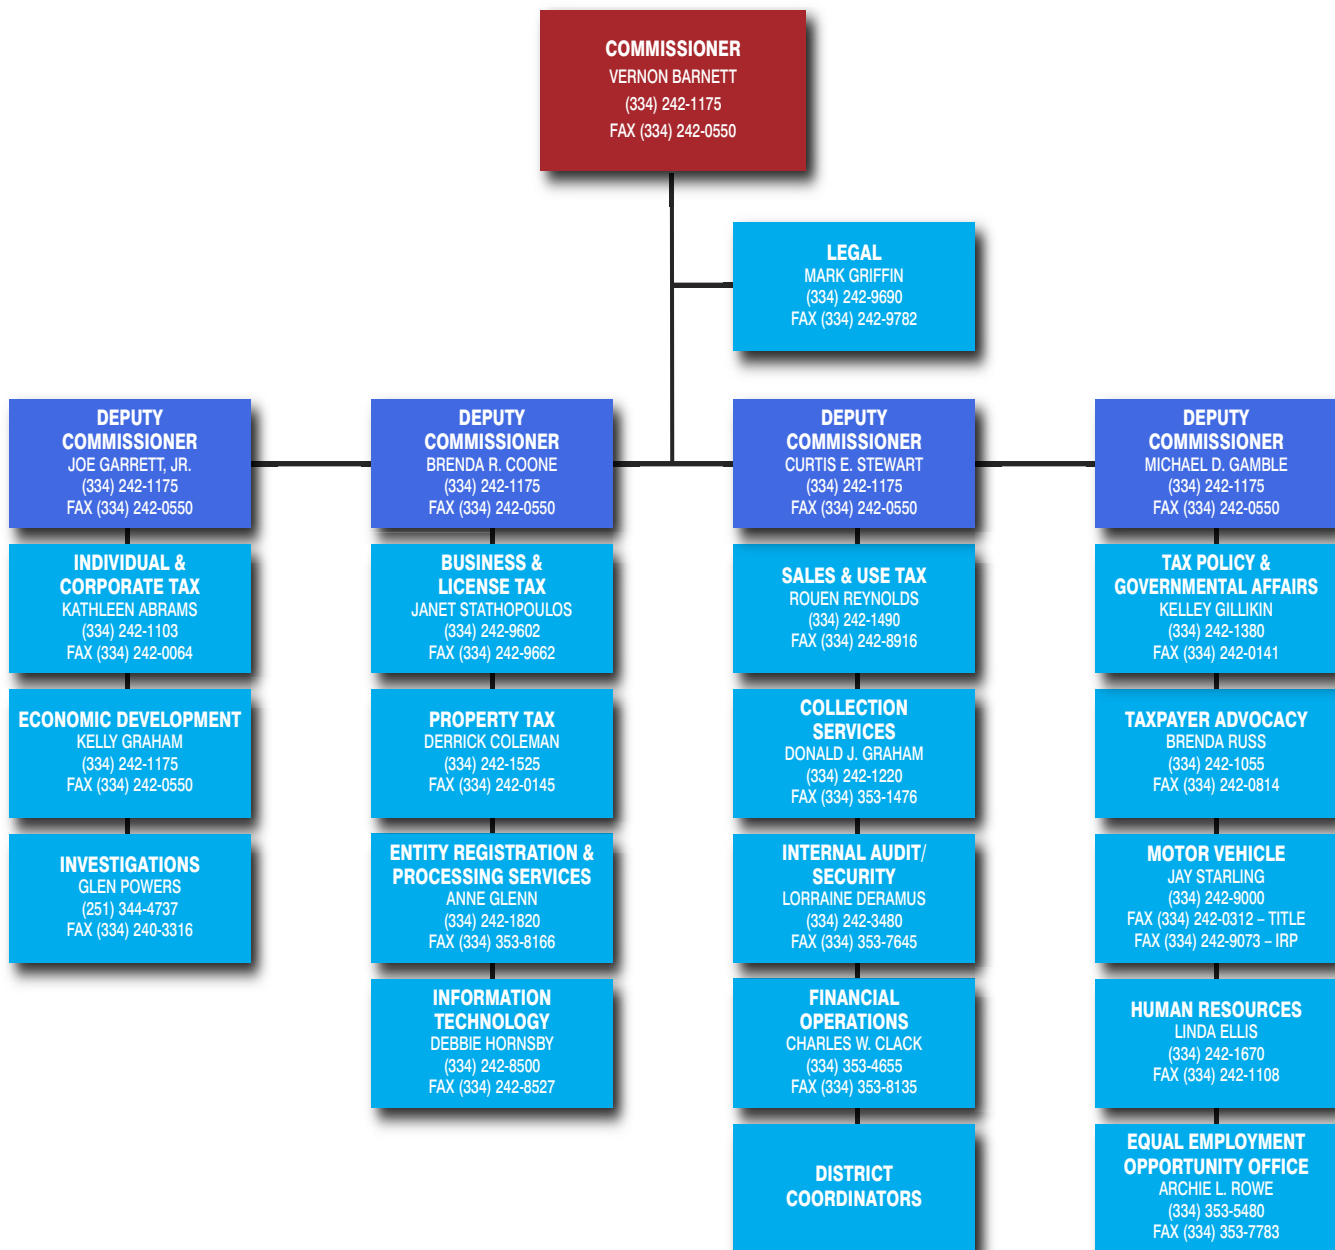 COMMISSIONER
VERNON BARNETT
(334) 242-1175
FAX (334) 242-0550
LEGAL
MARK GRIFFIN
(334) 242-9690
FAX (334) 242-9782
DEPUTY
COMMISSIONER
JOE GARRETT, JR.
(334) 242-1175
FAX (334) 242-0550
INDIVIDUAL &
CORPORATE TAX
KATHLEEN ABRAMS
(334) 242-1103
FAX (334) 242-0064
ECONOMIC DEVELOPMENT
KELLY GRAHAM
(334) 242-1175
FAX (334) 242-0550
INVESTIGATIONS
GLEN POWERS
(251) 344-4737
FAX (334) 240-3316
DEPUTY
COMMISSIONER
BRENDA R. COONE
(334) 242-1175
FAX (334) 242-0550
BUSINESS &
LICENSE TAX
JANET STATHOPOULOS
(334) 242-9602
FAX (334) 242-9662
PROPERTY TAX
DERRICK COLEMAN
(334) 242-1525
FAX (334) 242-0145
ENTITY REGISTRATION &
PROCESSING SERVICES
ANNE GLENN
(334) 242-1820
FAX (334) 353-8166
INFORMATION
TECHNOLOGY
DEBBIE HORNSBY
(334) 242-8500
FAX (334) 242-8527
DEPUTY
COMMISSIONER
CURTIS E. STEWART
(334) 242-1175
FAX (334) 242-0550
SALES & USE TAX
ROUEN REYNOLDS
(334) 242-1490
FAX (334) 242-8916
COLLECTION
SERVICES
DONALD J. GRAHAM
(334) 242-1220
FAX (334) 353-1476
INTERNAL AUDIT/
SECURITY
LORRAINE DERAMUS
(334) 242-3480
FAX (334) 353-7645
FINANCIAL
OPERATIONS
CHARLES W. CLACK
(334) 353-4655
FAX (334) 353-8135
DISTRICT
COORDINATORS
DEPUTY
COMMISSIONER
MICHAEL D. GAMBLE
(334) 242-1175
FAX (334) 242-0550
TAX POLICY &
GOVERNMENTAL AFFAIRS
KELLEY GILLIKIN
(334) 242-1380
FAX (334) 242-0141
TAXPAYER ADVOCACY
BRENDA RUSS
(334) 242-1055
FAX (334) 242-0814
MOTOR VEHICLE
JAY STARLING
(334) 242-9000
FAX (334) 242-0312 – TITLE
FAX (334) 242-9073 – IRP
HUMAN RESOURCES
LINDA ELLIS
(334) 242-1670
FAX (334) 242-1108
EQUAL EMPLOYMENT
OPPORTUNITY OFFICE
ARCHIE L. ROWE
(334) 353-5480
FAX (334) 353-7783